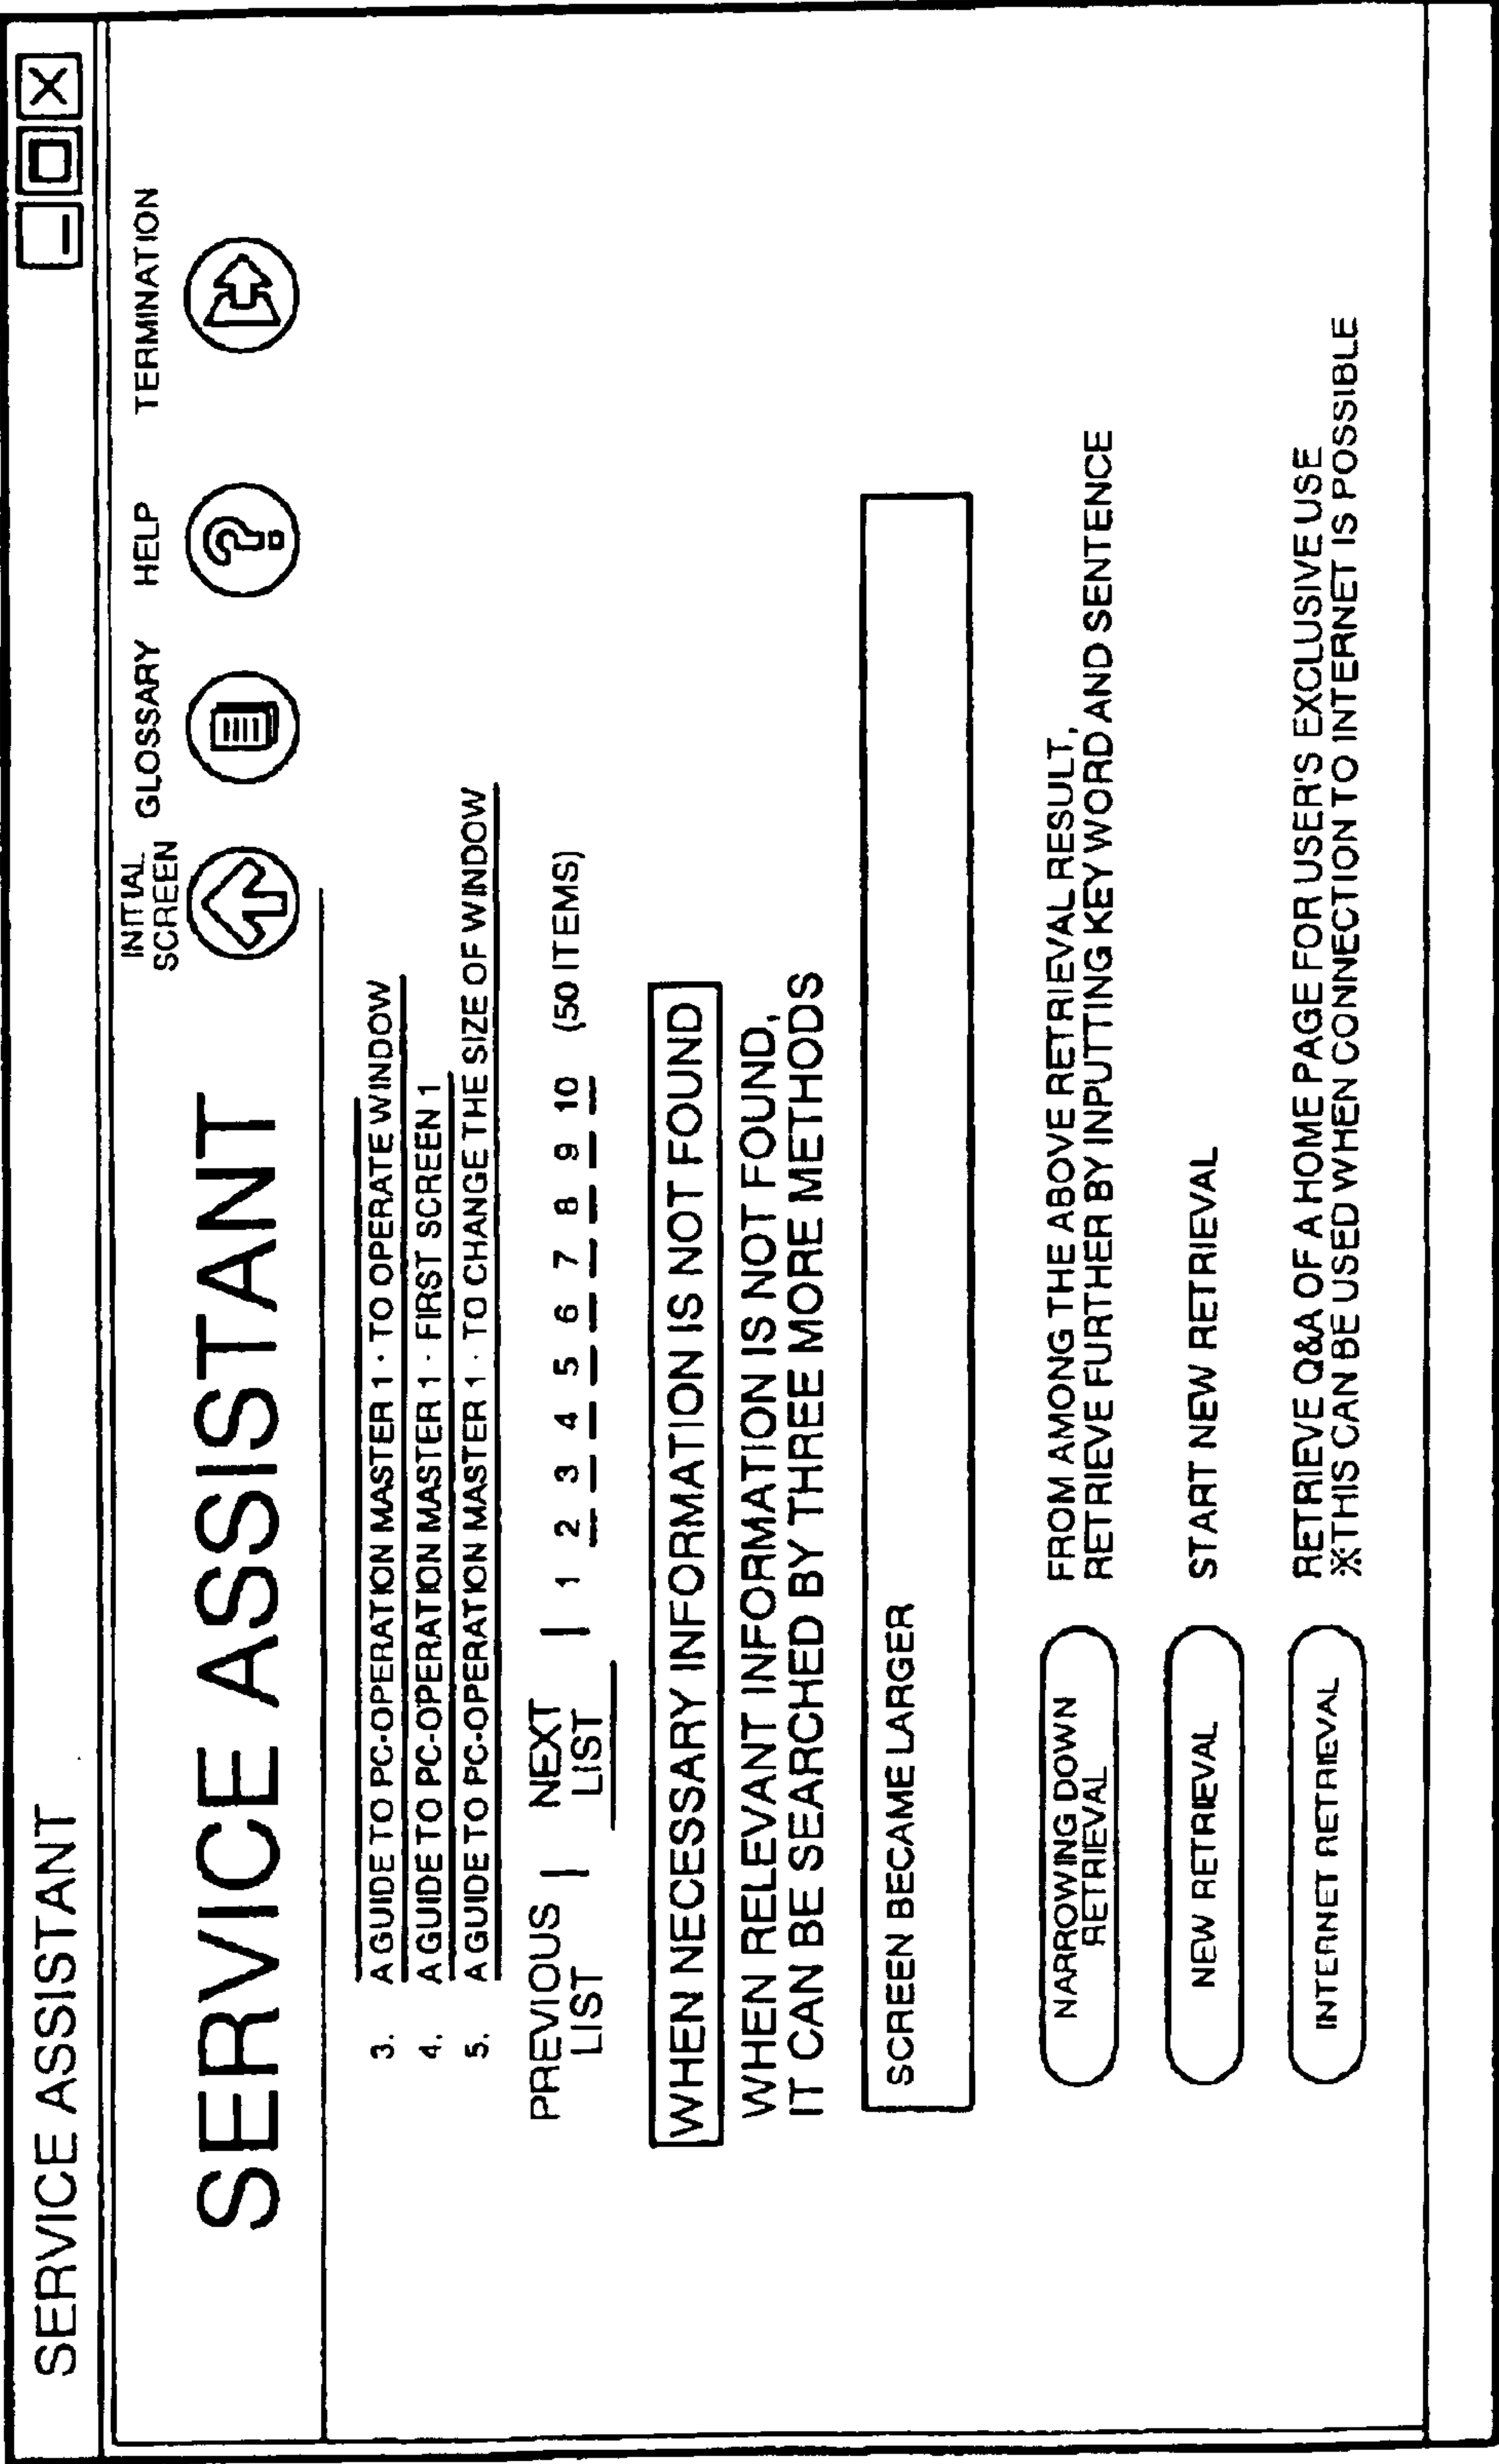 SERVICE ASSISTANT
SERVICE ASSISTANT
INITIAL
SCREEN
GLOSSARY
HELP
TERMINATION
3. A GUIDE TO PC-OPERATION MASTER 1 · TO OPERATE WINDOW
4. A GUIDE TO PC-OPERATION MASTER 1 · FIRST SCREEN 1
5. A GUIDE TO PC-OPERATION MASTER 1 · TO CHANGE THE SIZE OF WINDOW
PREVIOUS
LIST
|
NEXT
LIST
| 1 2 3 4 5 6 7 8 9 10 (50 ITEMS)
WHEN NECESSARY INFORMATION IS NOT FOUND
WHEN RELEVANT INFORMATION IS NOT FOUND,
IT CAN BE SEARCHED BY THREE MORE METHODS
SCREEN BECAME LARGER
NARROWING DOWN
RETRIEVAL
FROM AMONG THE ABOVE RETRIEVAL RESULT,
RETRIEVE FURTHER BY INPUTTING KEY WORD AND SENTENCE
NEW RETRIEVAL
START NEW RETRIEVAL
INTERNET RETRIEVAL
RETRIEVE Q&A OF A HOME PAGE FOR USER'S EXCLUSIVE USE
※THIS CAN BE USED WHEN CONNECTION TO INTERNET IS POSSIBLE